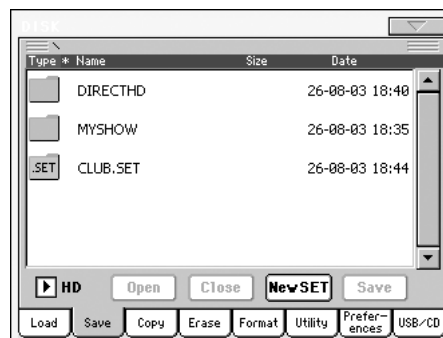 DISK
Type * Name Size Date
DIRECTHD 26-08-03 18:40
MYSHOW 26-08-03 18:35
.SET CLUB.SET 26-08-03 18:44
HD Open Close New SET Save
Load Save Copy Erase Format Utility Prefer-ences USB/CD